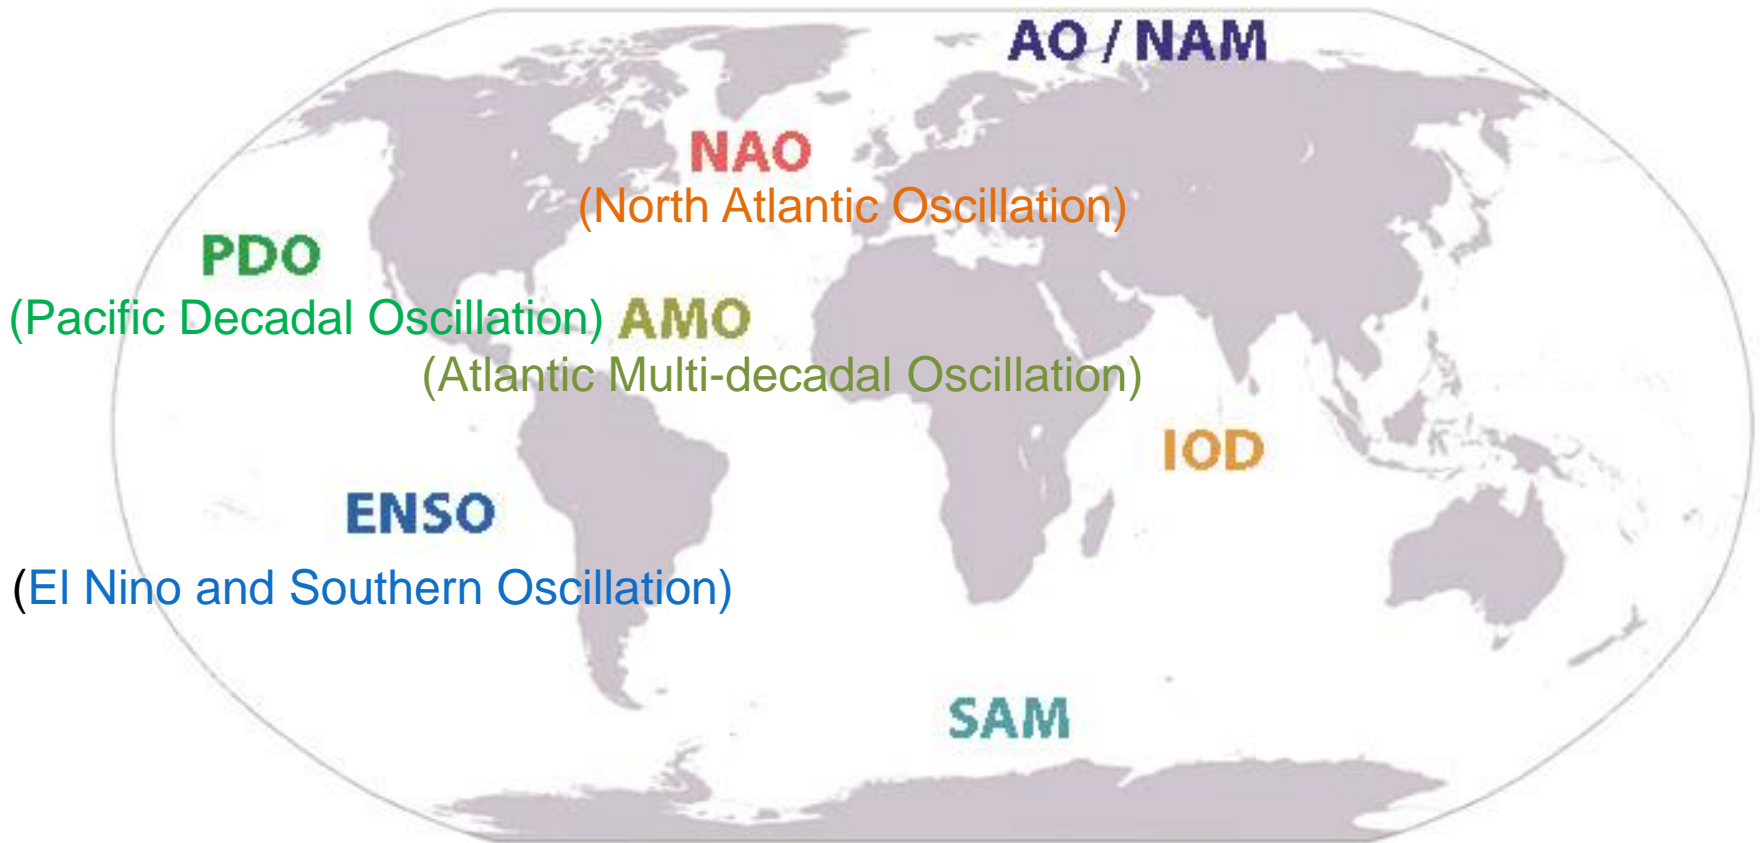 AO / NAM
NAO
(North Atlantic Oscillation)
PDO
(Pacific Decadal Oscillation)
AMO
(Atlantic Multi-decadal Oscillation)
IOD
ENSO
(El Nino and Southern Oscillation)
SAM